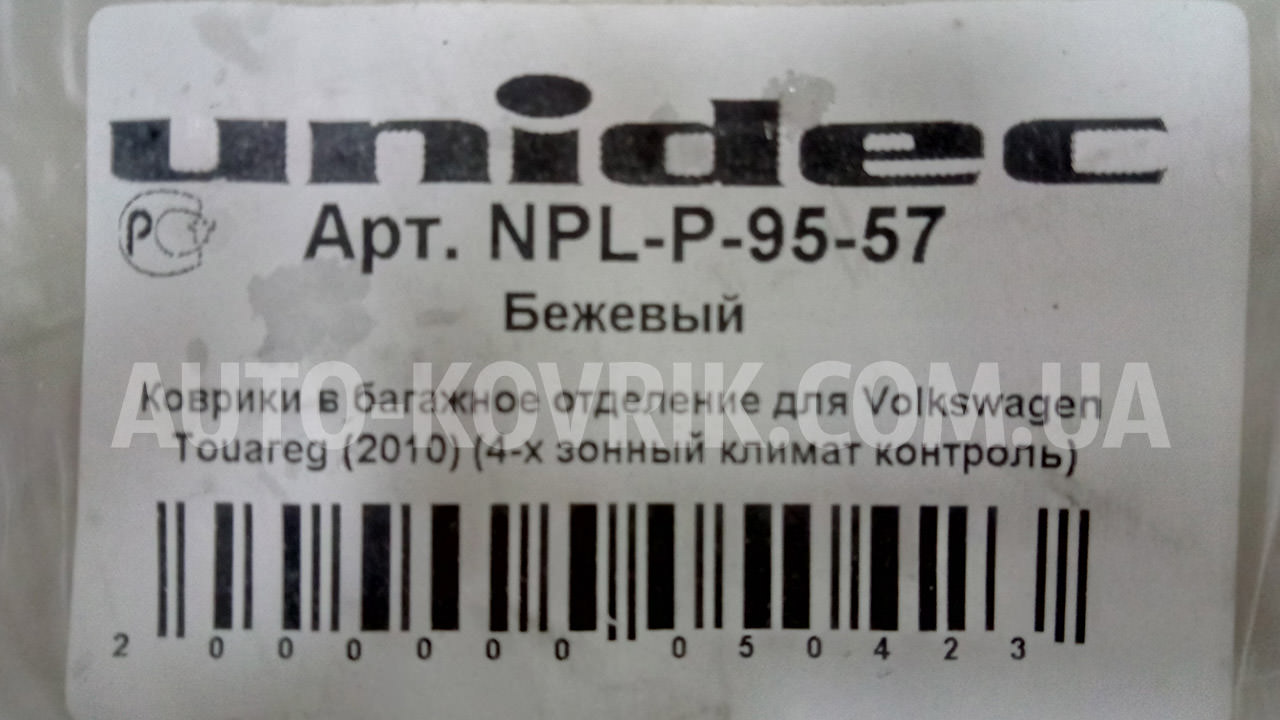 unidec
Арт. NPL-P-95-57
Бежевый
AUTO-KOVRIK.COM.UA
Коврики в багажное отделение для Volkswagen
Touareg (2010) (4-х зонный климат контроль)
2 000000 050423